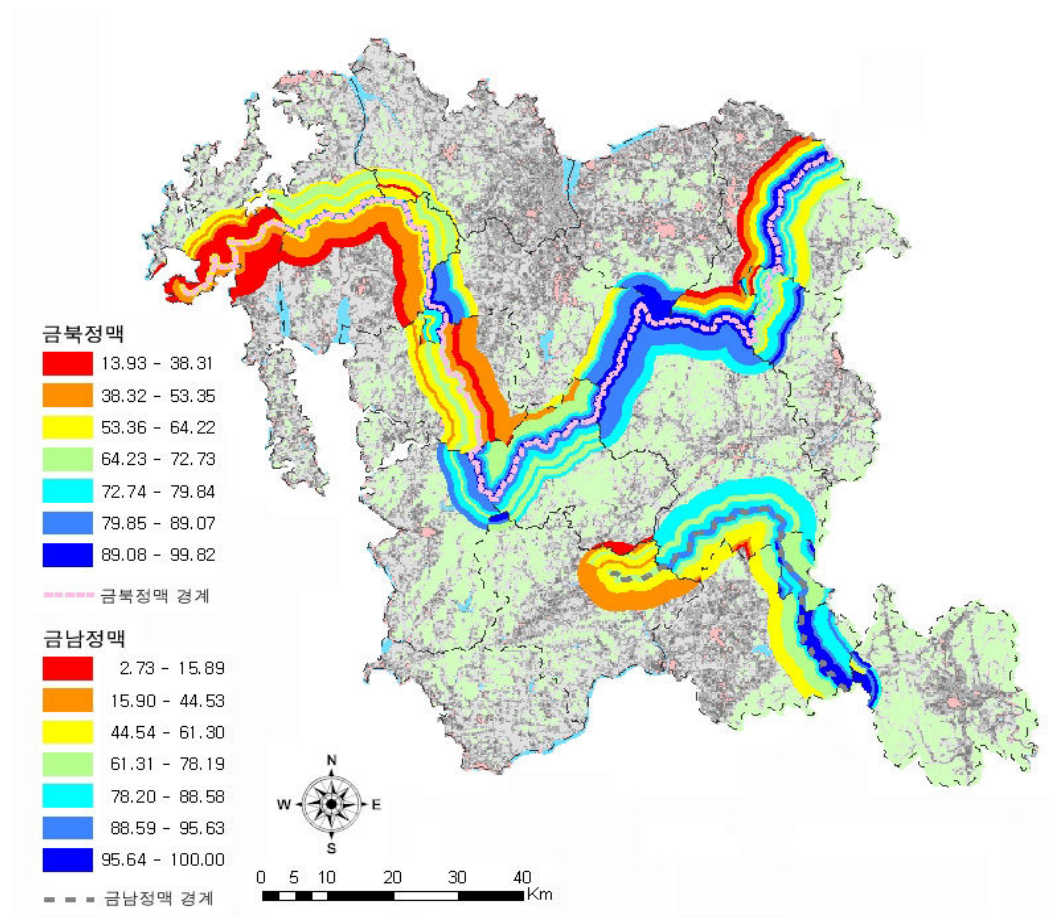 금북정맥
13.93 - 38.31
38.32 - 53.35
53.36 - 64.22
64.23 - 72.73
72.74 - 79.84
79.85 - 89.07
89.08 - 99.82
금북정맥 경계
금남정맥
2.73 - 15.89
15.90 - 44.53
44.54 - 61.30
61.31 - 78.19
78.20 - 88.58
88.59 - 95.63
95.64 - 100.00
금남정맥 경계
N
W E
S
0 5 10 20 30 40
Km